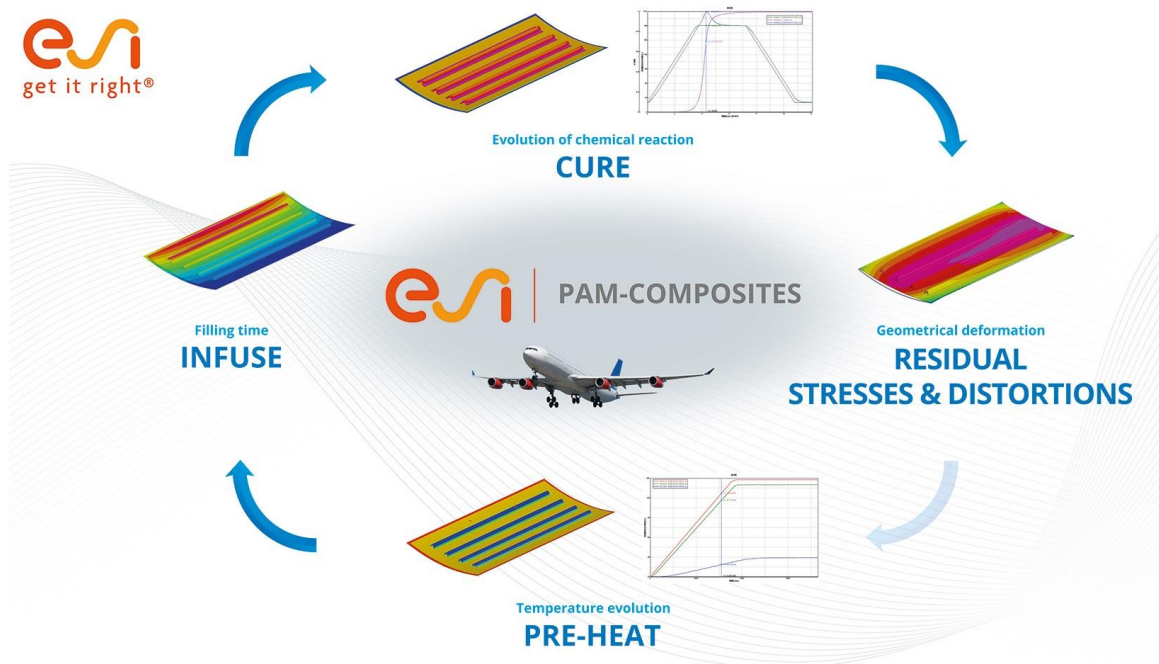 esi
get it right®
Evolution of chemical reaction
CURE
Filling time
INFUSE
esi | PAM-COMPOSITES
Geometrical deformation
RESIDUAL
STRESSES & DISTORTIONS
Temperature evolution
PRE-HEAT